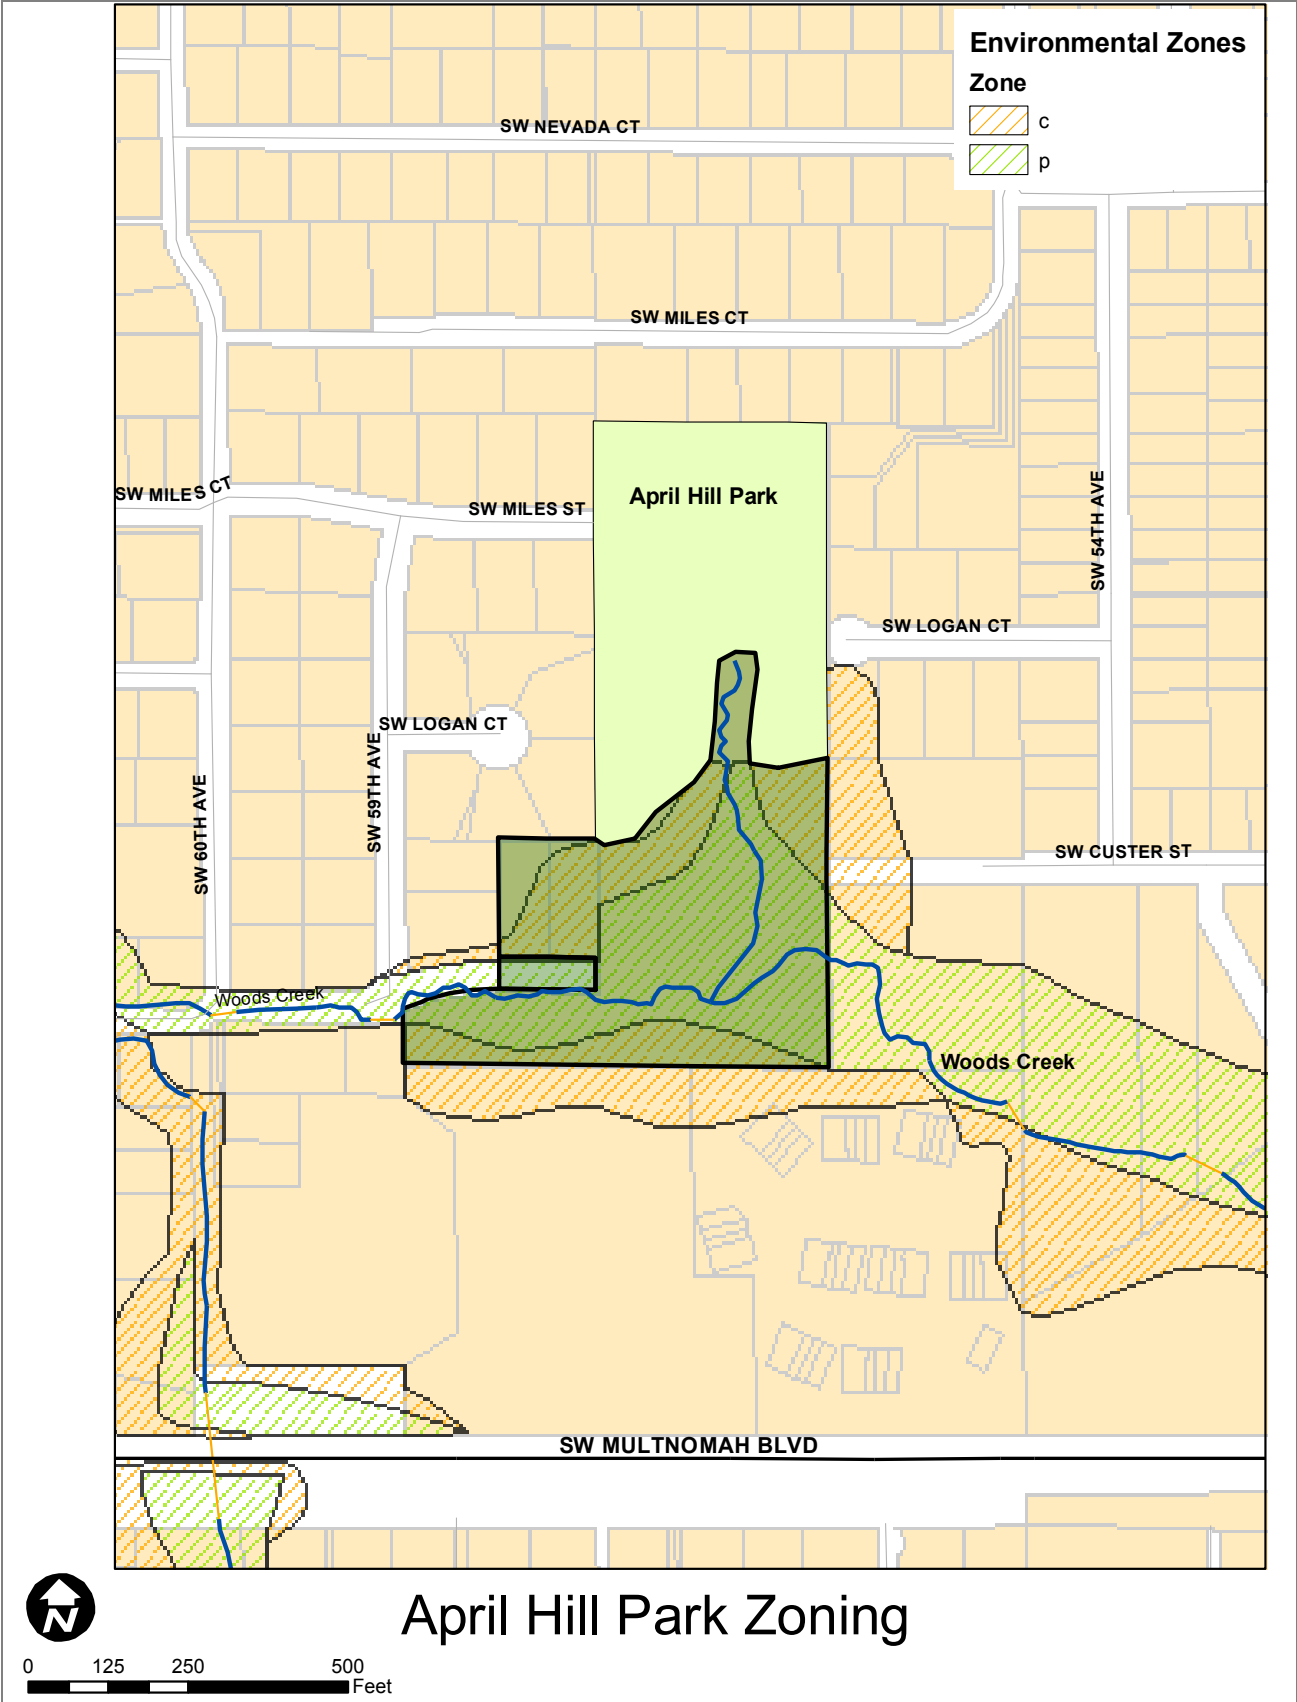 Environmental Zones
Zone
c
p
SW NEVADA CT
SW MILES CT
SW MILES CT
SW MILES ST
April Hill Park
SW 54TH AVE
SW LOGAN CT
SW LOGAN CT
SW 59TH AVE
SW 60TH AVE
SW CUSTER ST
Woods Creek
Woods Creek
SW MULTNOMAH BLVD
N
April Hill Park Zoning
0 125 250 500
Feet